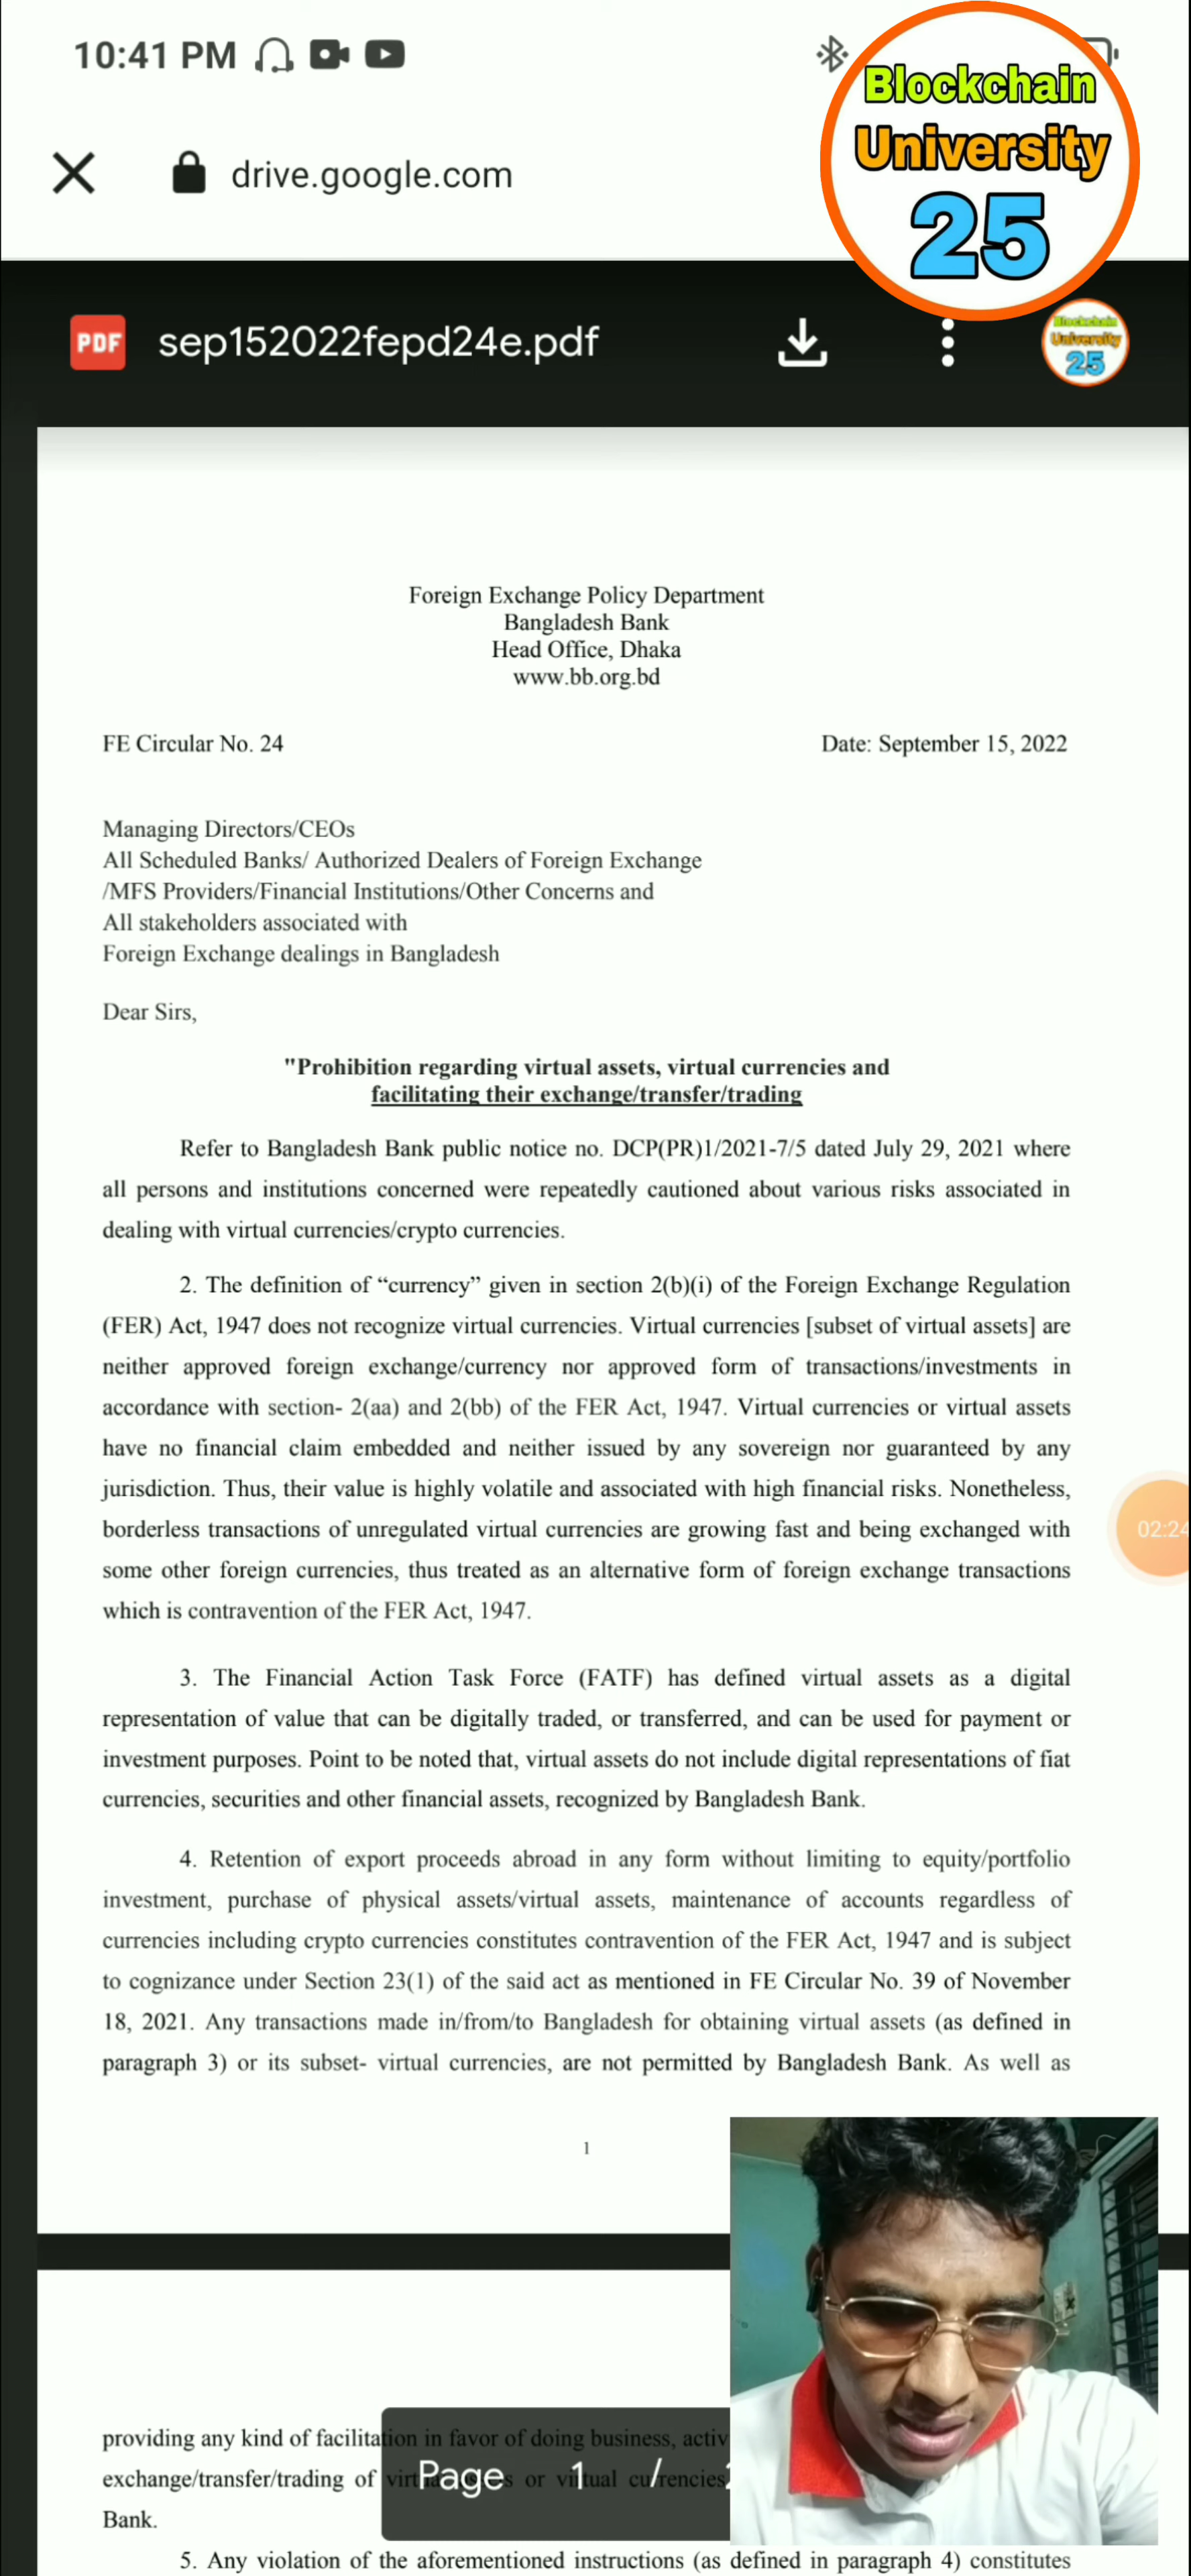 10:41 PM
Blockchain
University
25
drive.google.com
PDF sep152022fepd24e.pdf
Blockchain
University
25
Foreign Exchange Policy Department
Bangladesh Bank
Head Office, Dhaka
www.bb.org.bd
FE Circular No. 24 Date: September 15, 2022
Managing Directors/CEOs
All Scheduled Banks/ Authorized Dealers of Foreign Exchange
/MFS Providers/Financial Institutions/Other Concerns and
All stakeholders associated with
Foreign Exchange dealings in Bangladesh
Dear Sirs,
"Prohibition regarding virtual assets, virtual currencies and
facilitating their exchange/transfer/trading
Refer to Bangladesh Bank public notice no. DCP(PR)1/2021-7/5 dated July 29, 2021 where
all persons and institutions concerned were repeatedly cautioned about various risks associated in
dealing with virtual currencies/crypto currencies.
2. The definition of “currency” given in section 2(b)(i) of the Foreign Exchange Regulation
(FER) Act, 1947 does not recognize virtual currencies. Virtual currencies [subset of virtual assets] are
neither approved foreign exchange/currency nor approved form of transactions/investments in
accordance with section- 2(aa) and 2(bb) of the FER Act, 1947. Virtual currencies or virtual assets
have no financial claim embedded and neither issued by any sovereign nor guaranteed by any
jurisdiction. Thus, their value is highly volatile and associated with high financial risks. Nonetheless,
borderless transactions of unregulated virtual currencies are growing fast and being exchanged with
some other foreign currencies, thus treated as an alternative form of foreign exchange transactions
which is contravention of the FER Act, 1947.
02:24
3. The Financial Action Task Force (FATF) has defined virtual assets as a digital
representation of value that can be digitally traded, or transferred, and can be used for payment or
investment purposes. Point to be noted that, virtual assets do not include digital representations of fiat
currencies, securities and other financial assets, recognized by Bangladesh Bank.
4. Retention of export proceeds abroad in any form without limiting to equity/portfolio
investment, purchase of physical assets/virtual assets, maintenance of accounts regardless of
currencies including crypto currencies constitutes contravention of the FER Act, 1947 and is subject
to cognizance under Section 23(1) of the said act as mentioned in FE Circular No. 39 of November
18, 2021. Any transactions made in/from/to Bangladesh for obtaining virtual assets (as defined in
paragraph 3) or its subset- virtual currencies, are not permitted by Bangladesh Bank. As well as
1
providing any kind of facilitation in favor of doing business, activ
exchange/transfer/trading of or virtual currencies
Page 1 /
Bank.
5. Any violation of the aforementioned instructions (as defined in paragraph 4) constitutes